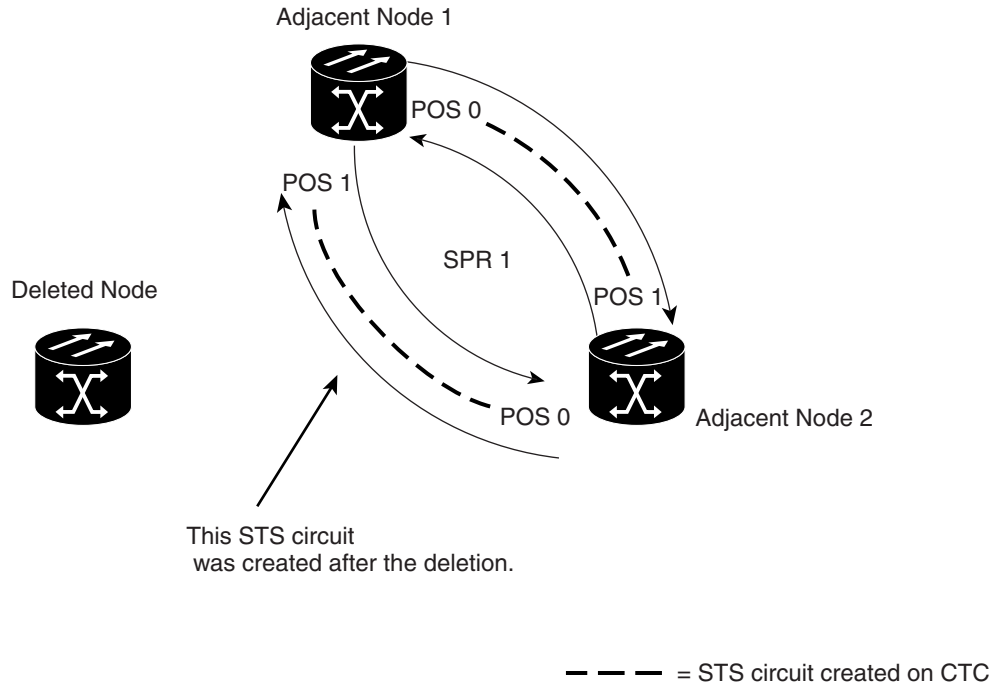 Adjacent Node 1
POS 0
POS 1
SPR 1
Deleted Node
POS 1
POS 0
Adjacent Node 2
This STS circuit
was created after the deletion.
= STS circuit created on CTC